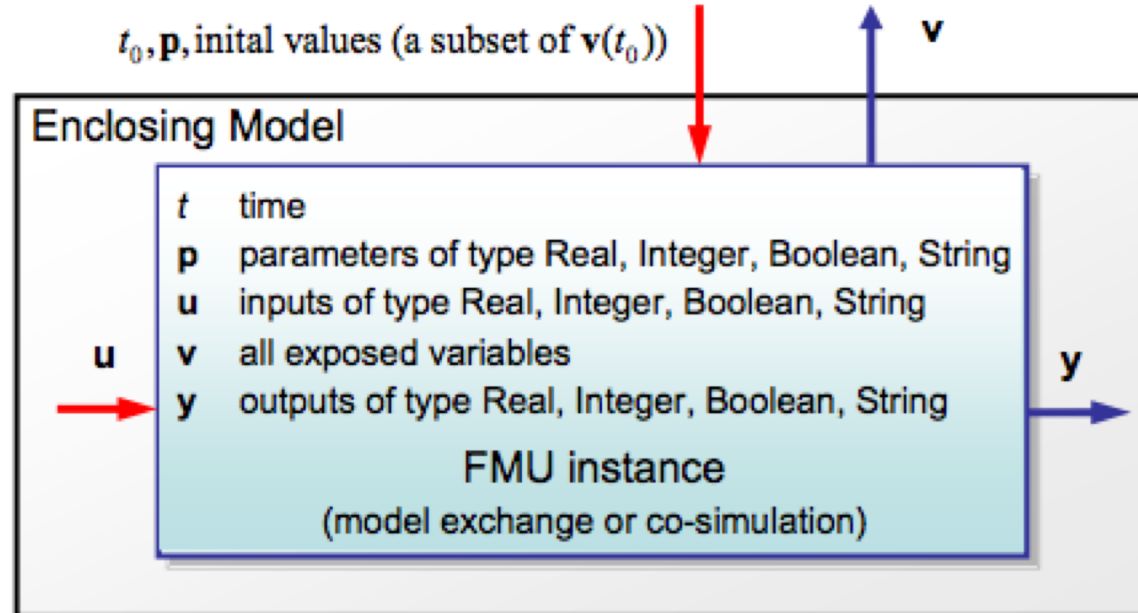 t₀, p, inital values (a subset of v(t₀))
v
Enclosing Model
t time
p parameters of type Real, Integer, Boolean, String
u inputs of type Real, Integer, Boolean, String
v all exposed variables
u
y
y outputs of type Real, Integer, Boolean, String
FMU instance
(model exchange or co-simulation)